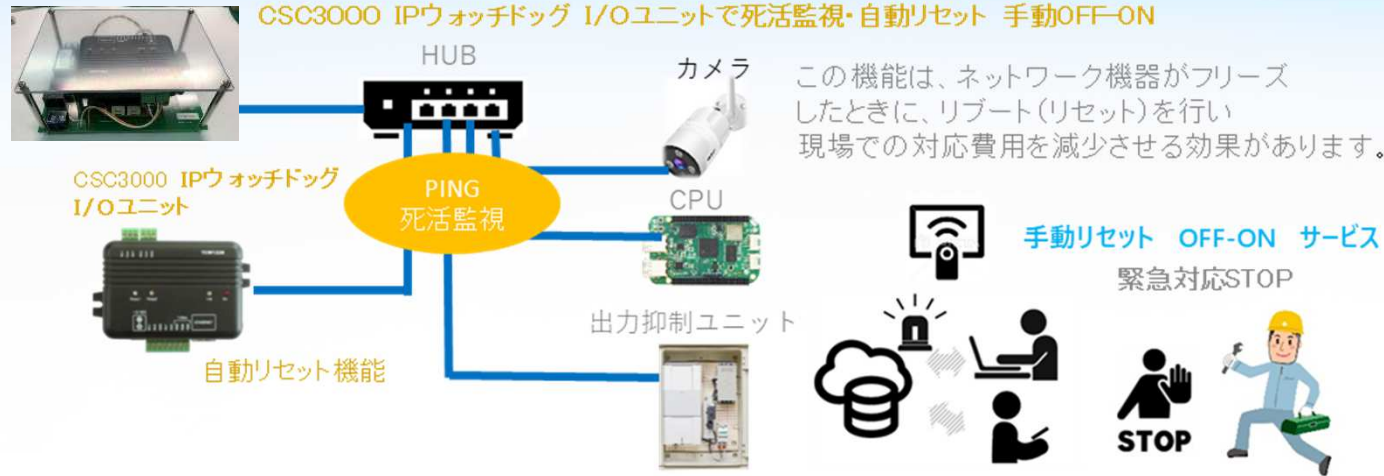 CSC3000 IPウォッチドッグ I/Oユニットで死活監視・自動リセット 手動OFF-ON
HUB
カメラ
この機能は、ネットワーク機器がフリーズ
したときに、リブート(リセット)を行い
現場での対応費用を減少させる効果があります。
CSC3000 IPウォッチドッグ
I/Oユニット
PING
死活監視
CPU
手動リセット OFF-ON サービス
緊急対応STOP
出力抑制ユニット
自動リセット機能
STOP